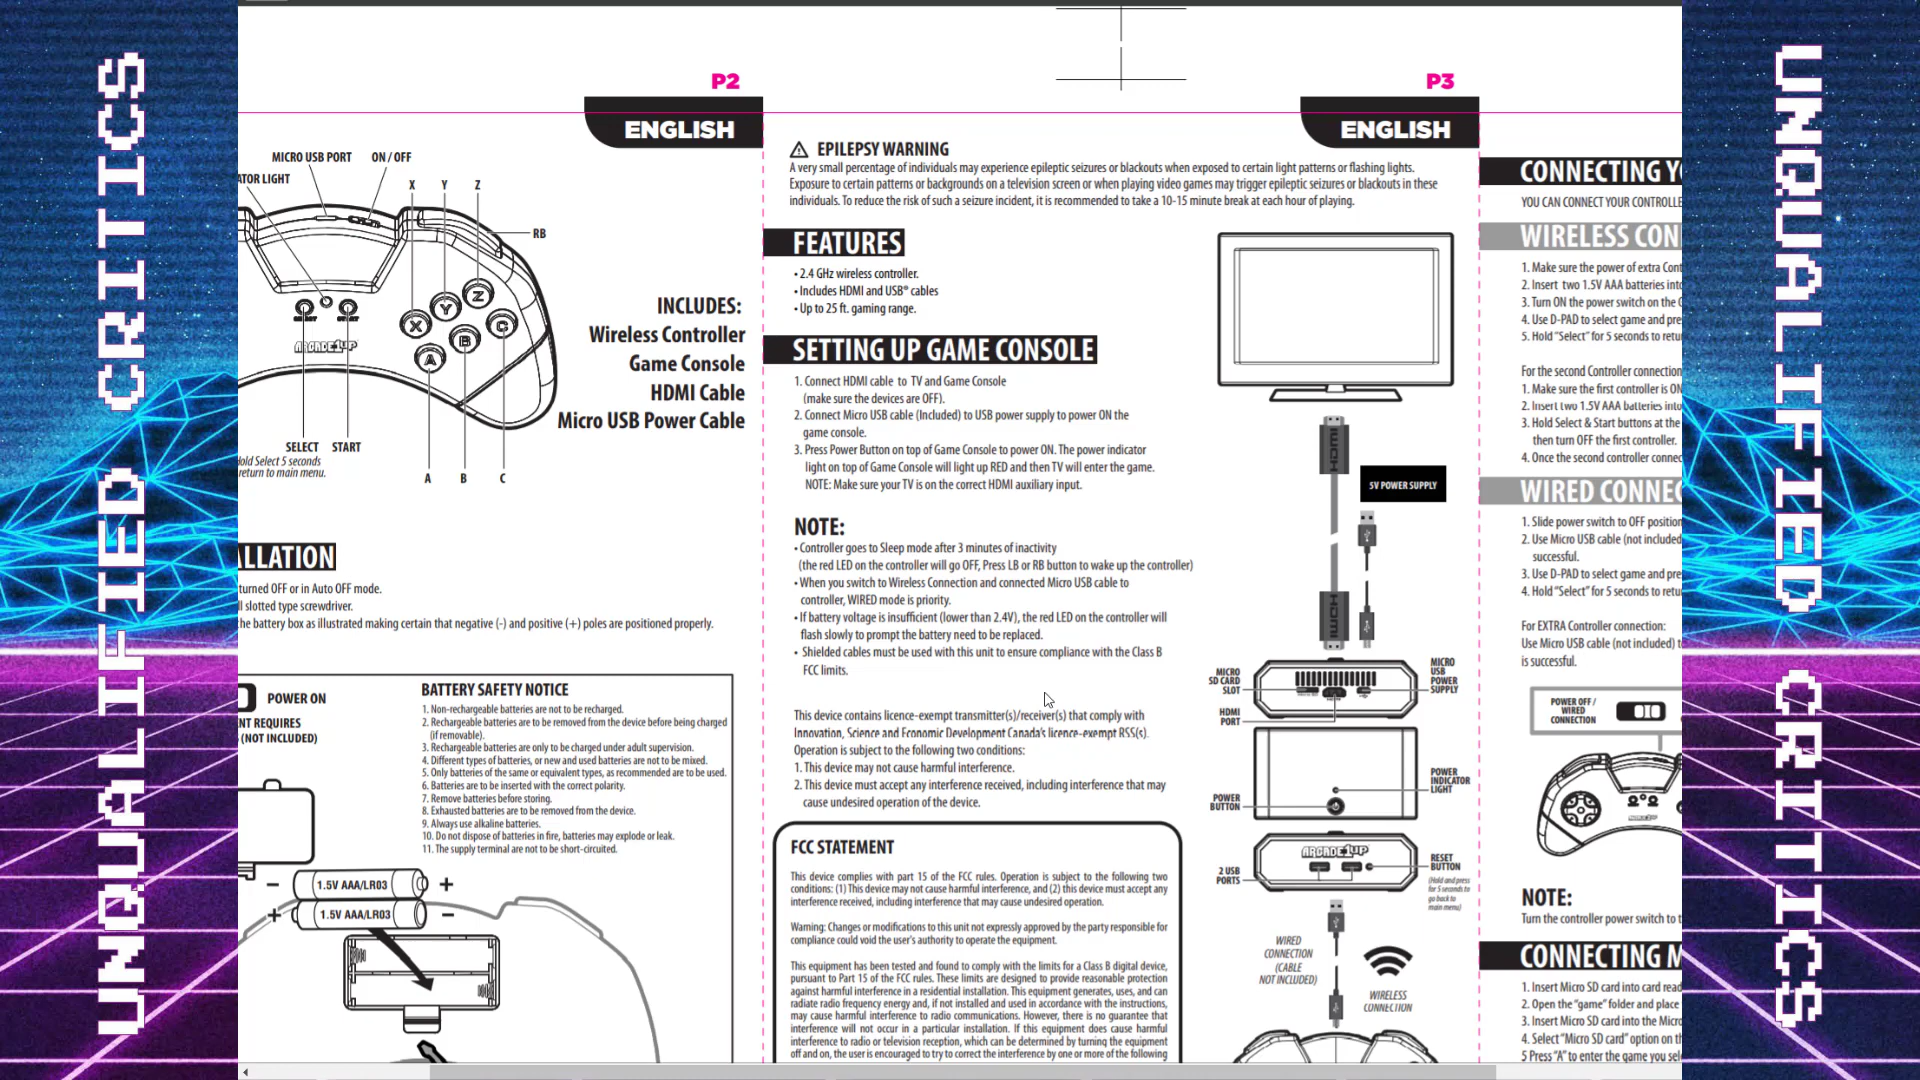 UNQUALIFIED CRITICS
P2
ENGLISH
MICRO USB PORT
ON / OFF
ATOR LIGHT
X
Y
Z
RB
X
Y
Z
A
B
C
ARCADE1UP
SELECT
START
old Select 5 seconds
return to main menu.
A
B
C
INCLUDES:
Wireless Controller
Game Console
HDMI Cable
Micro USB Power Cable
ALLATION
turned OFF or in Auto OFF mode.
ll slotted type screwdriver.
he battery box as illustrated making certain that negative (-) and positive (+) poles are positioned properly.
POWER ON
NT REQUIRES
(NOT INCLUDED)
BATTERY SAFETY NOTICE
1. Non-rechargeable batteries are not to be recharged.
2. Rechargeable batteries are to be removed from the device before being charged
(if removable).
3. Rechargeable batteries are only to be charged under adult supervision.
4. Different types of batteries, or new and used batteries are not to be mixed.
5. Only batteries of the same or equivalent types, as recommended are to be used.
6. Batteries are to be inserted with the correct polarity.
7. Remove batteries before storing.
8. Exhausted batteries are to be removed from the device.
9. Always use alkaline batteries.
10. Do not dispose of batteries in fire, batteries may explode or leak.
11. The supply terminal are not to be short-circuited.
− 1.5V AAA/LR03 +
+ 1.5V AAA/LR03 −
P3
ENGLISH
EPILEPSY WARNING
A very small percentage of individuals may experience epileptic seizures or blackouts when exposed to certain light patterns or flashing lights.
Exposure to certain patterns or backgrounds on a television screen or when playing video games may trigger epileptic seizures or blackouts in these
individuals. To reduce the risk of such a seizure incident, it is recommended to take a 10-15 minute break at each hour of playing.
FEATURES
• 2.4 GHz wireless controller.
• Includes HDMI and USB® cables
• Up to 25 ft. gaming range.
SETTING UP GAME CONSOLE
1. Connect HDMI cable to TV and Game Console
(make sure the devices are OFF).
2. Connect Micro USB cable (Included) to USB power supply to power ON the
game console.
3. Press Power Button on top of Game Console to power ON. The power indicator
light on top of Game Console will light up RED and then TV will enter the game.
NOTE: Make sure your TV is on the correct HDMI auxiliary input.
NOTE:
• Controller goes to Sleep mode after 3 minutes of inactivity
(the red LED on the controller will go OFF, Press LB or RB button to wake up the controller)
• When you switch to Wireless Connection and connected Micro USB cable to
controller, WIRED mode is priority.
• If battery voltage is insufficient (lower than 2.4V), the red LED on the controller will
flash slowly to prompt the battery need to be replaced.
• Shielded cables must be used with this unit to ensure compliance with the Class B
FCC limits.
This device contains licence-exempt transmitter(s)/receiver(s) that comply with
Innovation, Science and Economic Development Canada's licence-exempt RSS(s).
Operation is subject to the following two conditions:
1. This device may not cause harmful interference.
2. This device must accept any interference received, including interference that may
cause undesired operation of the device.
FCC STATEMENT
This device complies with part 15 of the FCC rules. Operation is subject to the following two
conditions: (1) This device may not cause harmful interference, and (2) this device must accept any
interference received, including interference that may cause undesired operation.
Warning: Changes or modifications to this unit not expressly approved by the party responsible for
compliance could void the user's authority to operate the equipment.
This equipment has been tested and found to comply with the limits for a Class B digital device,
pursuant to Part 15 of the FCC rules. These limits are designed to provide reasonable protection
against harmful interference in a residential installation. This equipment generates, uses, and can
radiate radio frequency energy and, if not installed and used in accordance with the instructions,
may cause harmful interference to radio communications. However, there is no guarantee that
interference will not occur in a particular installation. If this equipment does cause harmful
interference to radio or television reception, which can be determined by turning the equipment
off and on, the user is encouraged to try to correct the interference by one or more of the following
HDMI
5V POWER SUPPLY
HDMI
MICRO
SD CARD
SLOT
HDMI
PORT
MICRO
USB
POWER
SUPPLY
POWER
BUTTON
POWER
INDICATOR
LIGHT
ARCADE1UP
2 USB
PORTS
RESET
BUTTON
(Hold and press
for 5 seconds to
go back to
main menu)
WIRED
CONNECTION
(CABLE
NOT INCLUDED)
WIRELESS
CONNECTION
CONNECTING Y
YOU CAN CONNECT YOUR CONTROLLE
WIRELESS CON
1. Make sure the power of extra Cont
2. Insert two 1.5V AAA batteries into
3. Turn ON the power switch on the C
4. Use D-PAD to select game and pre
5. Hold "Select" for 5 seconds to retu
For the second Controller connection
1. Make sure the first controller is ON
2. Insert two 1.5V AAA batteries into
3. Hold Select & Start buttons at the
then turn OFF the first controller.
4. Once the second controller connec
WIRED CONNEC
1. Slide power switch to OFF position
2. Use Micro USB cable (not included
successful.
3. Use D-PAD to select game and pre
4. Hold "Select" for 5 seconds to retu
For EXTRA Controller connection:
Use Micro USB cable (not included) t
is successful.
POWER OFF /
WIRED
CONNECTION
NOTE:
Turn the controller power switch to t
CONNECTING M
1. Insert Micro SD card into card read
2. Open the "game" folder and place
3. Insert Micro SD card into the Micro
4. Select "Micro SD card" option on th
5 Press "A" to enter the game you sel
UNQUALIFIED CRITICS